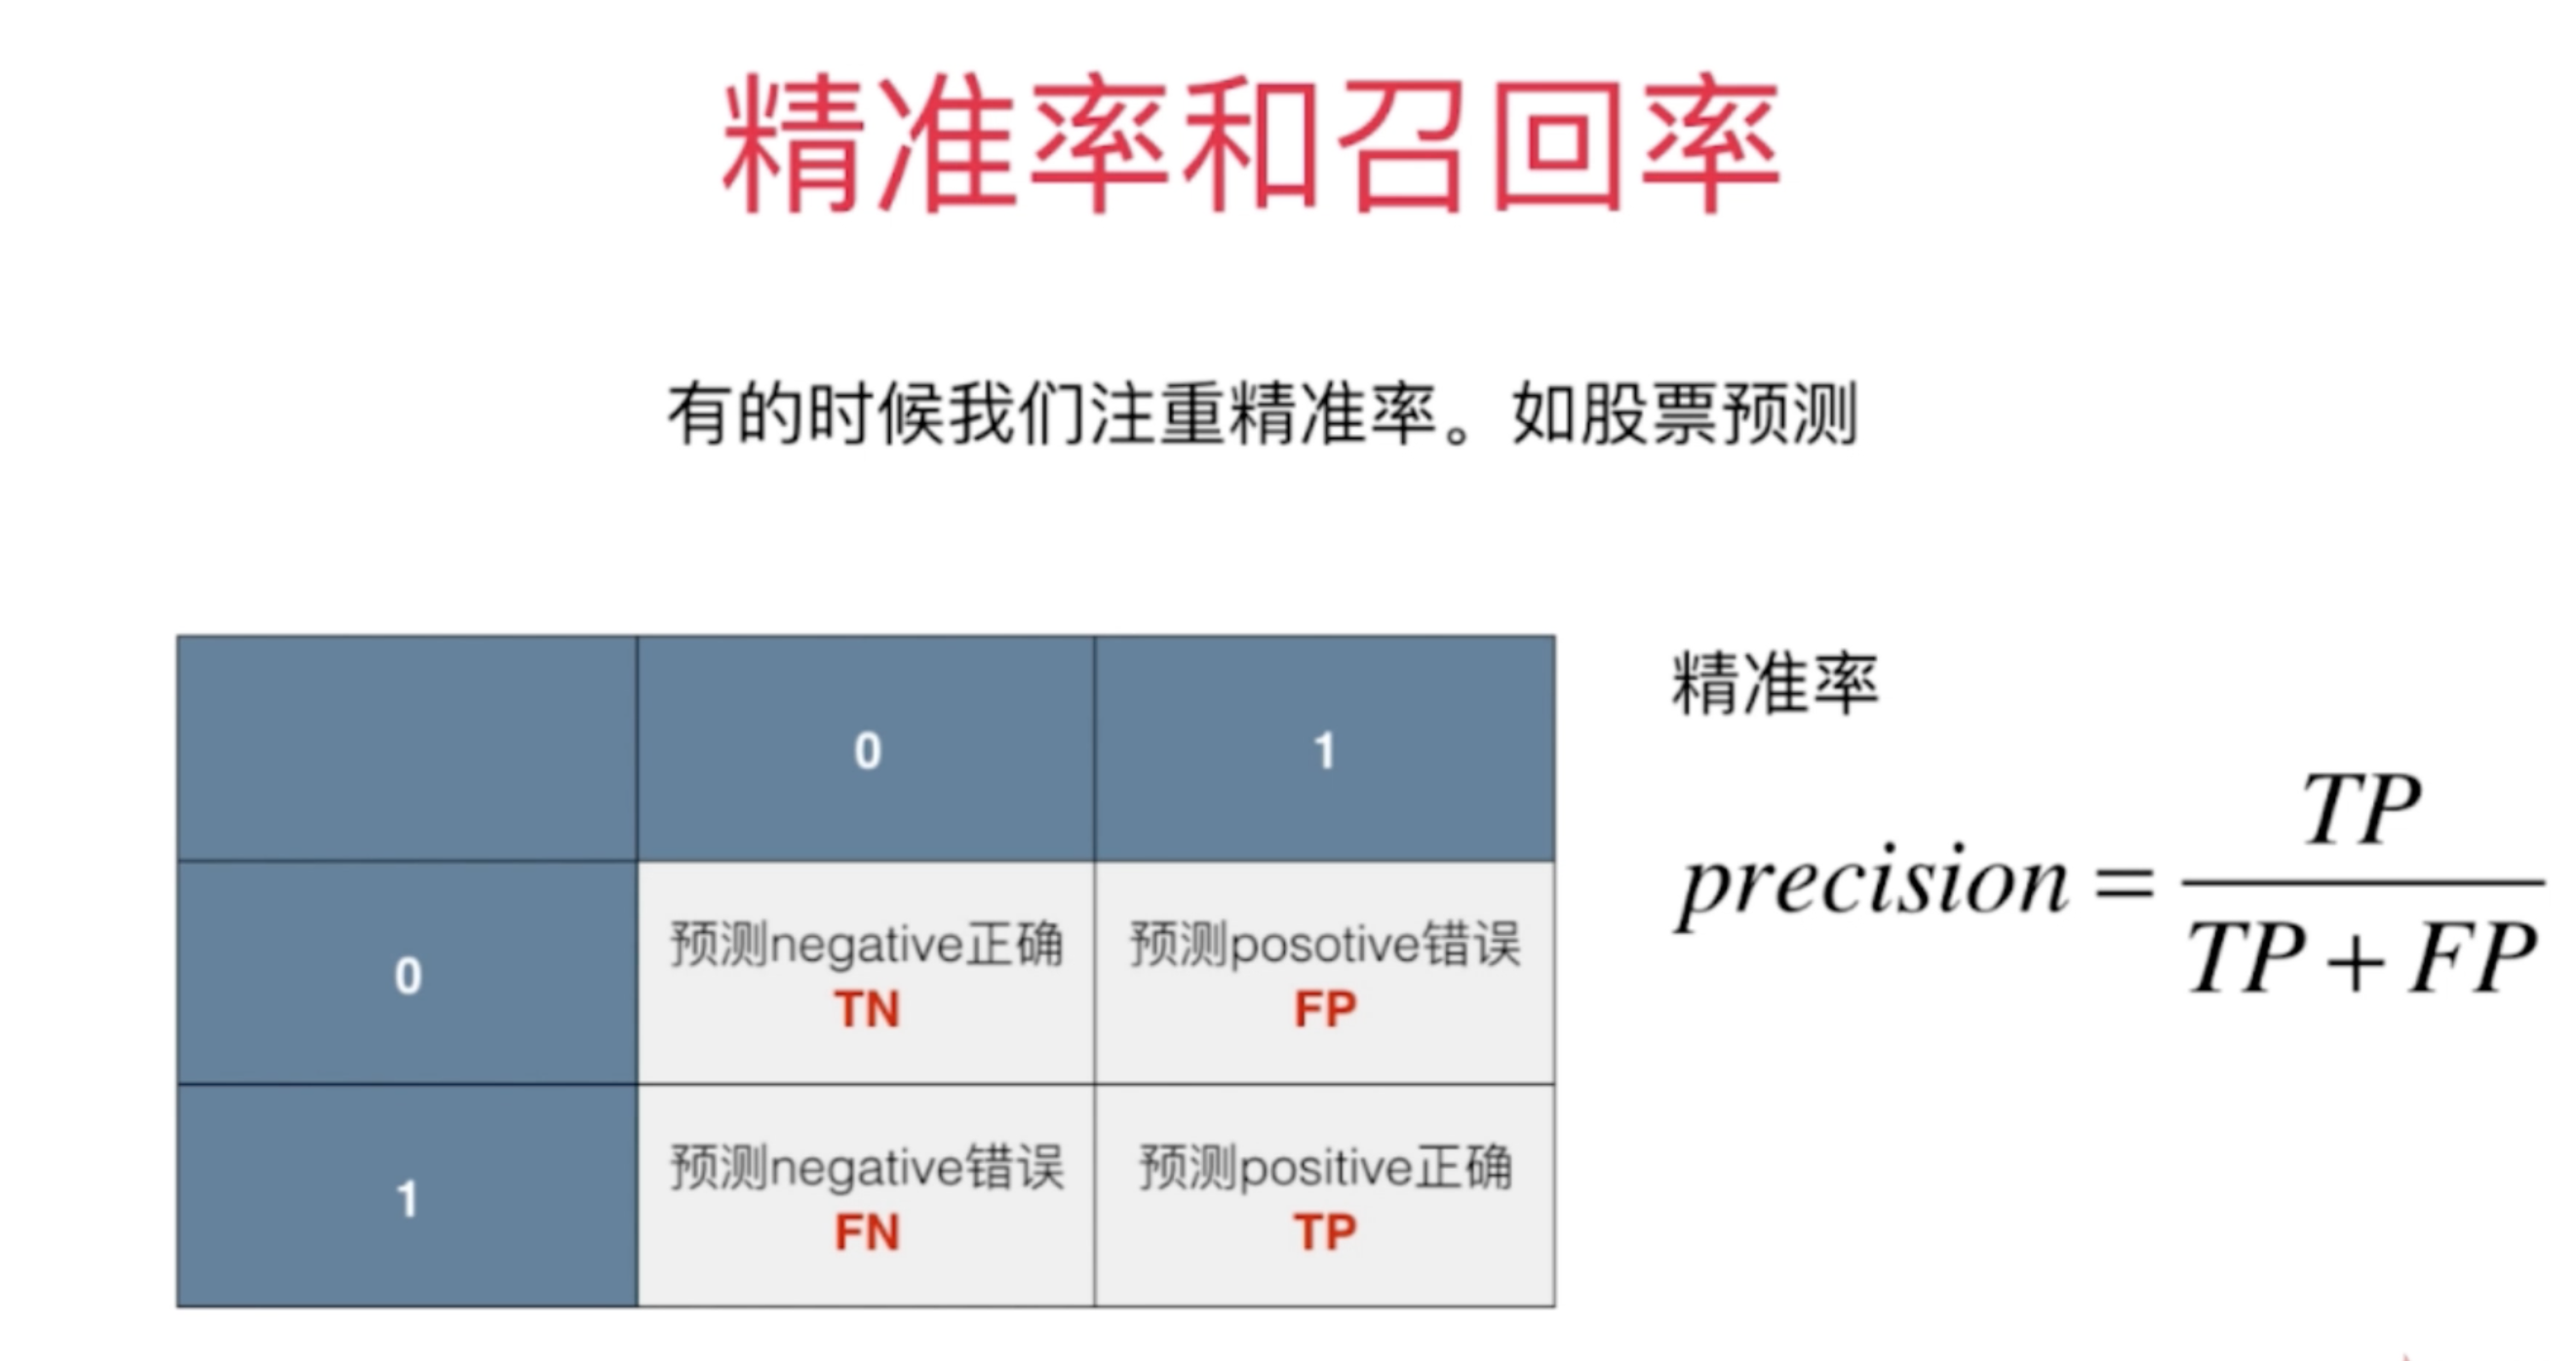 精准率和召回率
有的时候我们注重精准率。如股票预测
0 1
0 预测negative正确 预测posotive错误
TN FP
1 预测negative错误 预测positive正确
FN TP
精准率
precision = TP / (TP + FP)